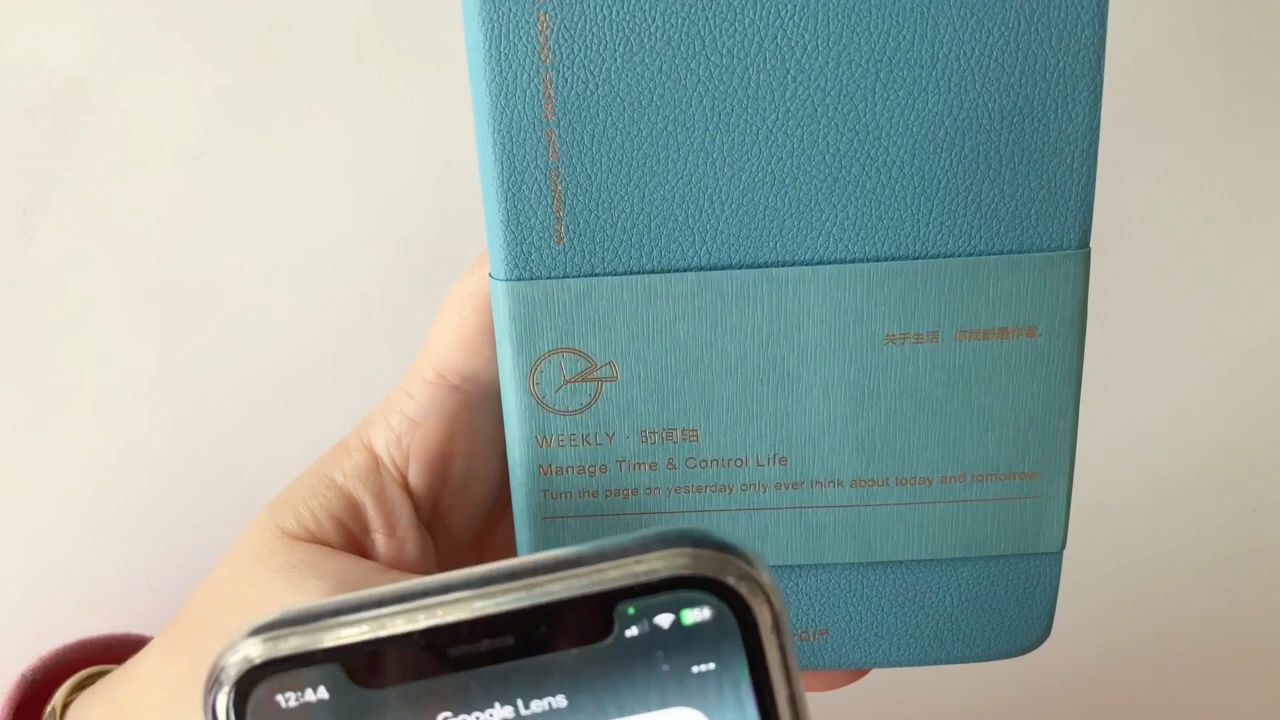 关于生活 你我都是作者.
WEEKLY · 时间轴
Manage Time & Control Life
Turn the page on yesterday,only ever think about today and tomorrow.
12:44
Google Lens